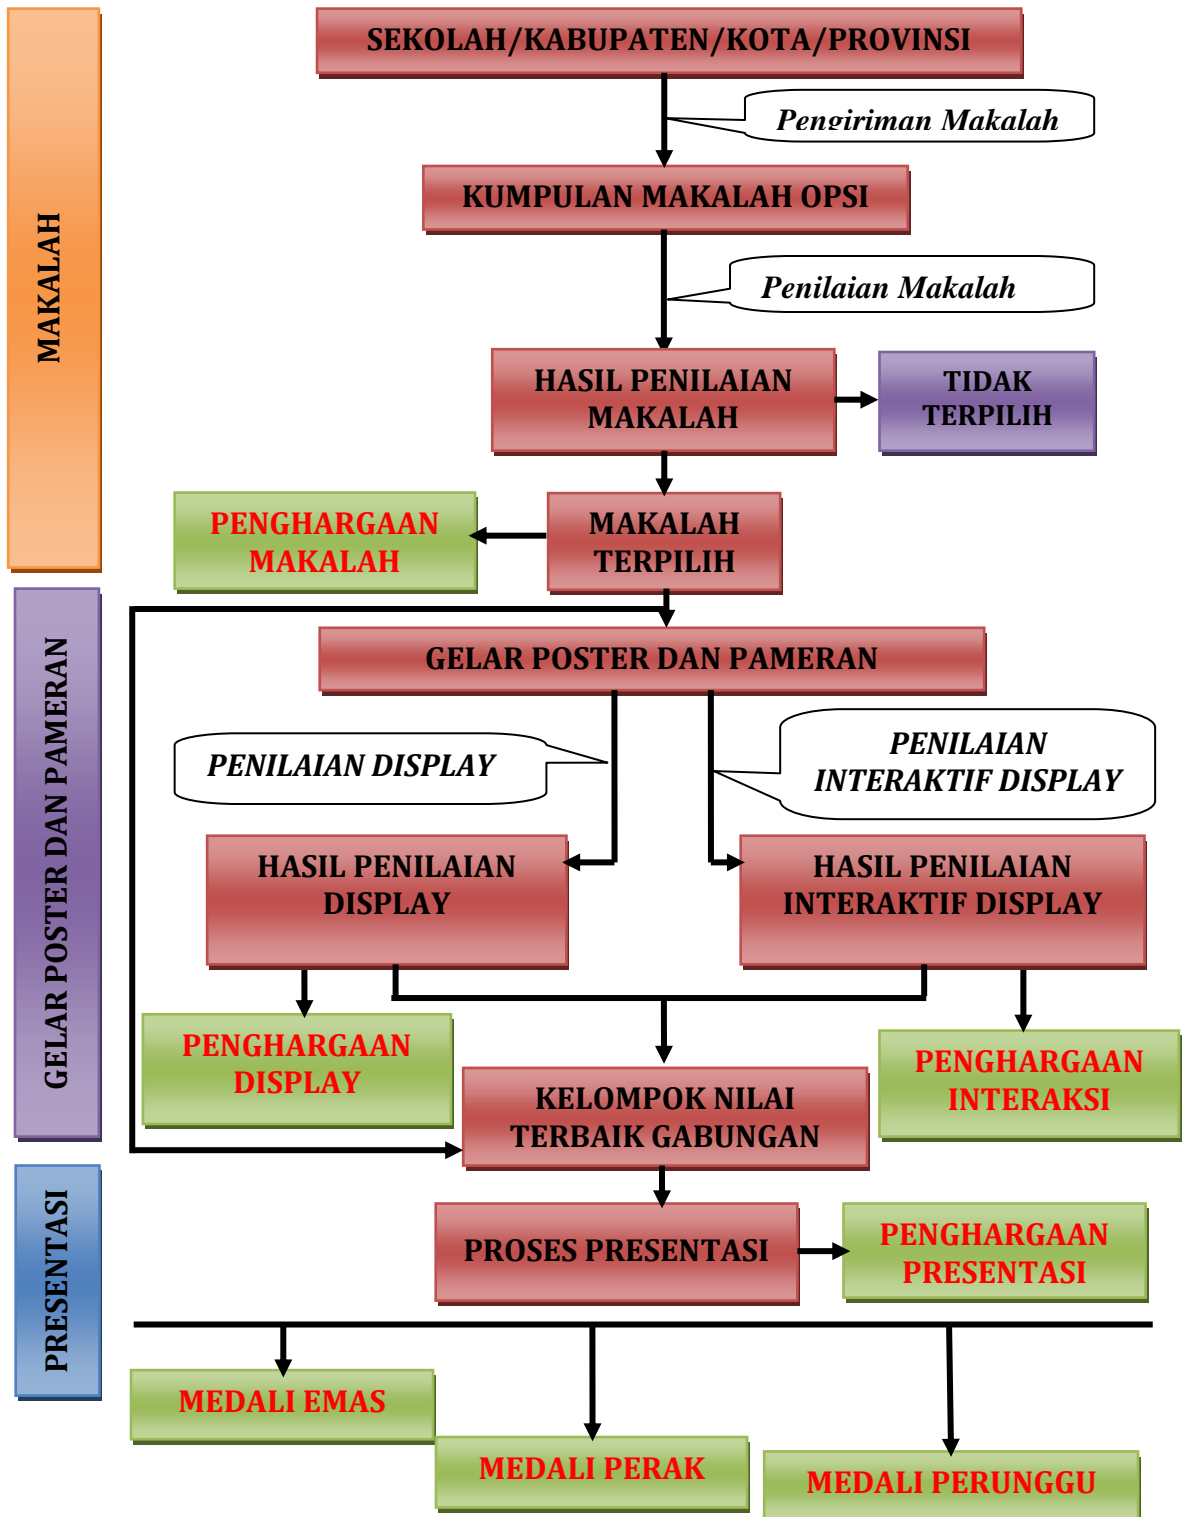 SEKOLAH/KABUPATEN/KOTA/PROVINSI
Pengiriman Makalah
KUMPULAN MAKALAH OPSI
Penilaian Makalah
MAKALAH
HASIL PENILAIAN
MAKALAH
TIDAK
TERPILIH
PENGHARGAAN
MAKALAH
MAKALAH
TERPILIH
GELAR POSTER DAN PAMERAN
GELAR POSTER DAN PAMERAN
PENILAIAN DISPLAY
PENILAIAN
INTERAKTIF DISPLAY
HASIL PENILAIAN
DISPLAY
HASIL PENILAIAN
INTERAKTIF DISPLAY
PENGHARGAAN
DISPLAY
PENGHARGAAN
INTERAKSI
KELOMPOK NILAI
TERBAIK GABUNGAN
PRESENTASI
PROSES PRESENTASI
PENGHARGAAN
PRESENTASI
MEDALI EMAS
MEDALI PERAK
MEDALI PERUNGGU